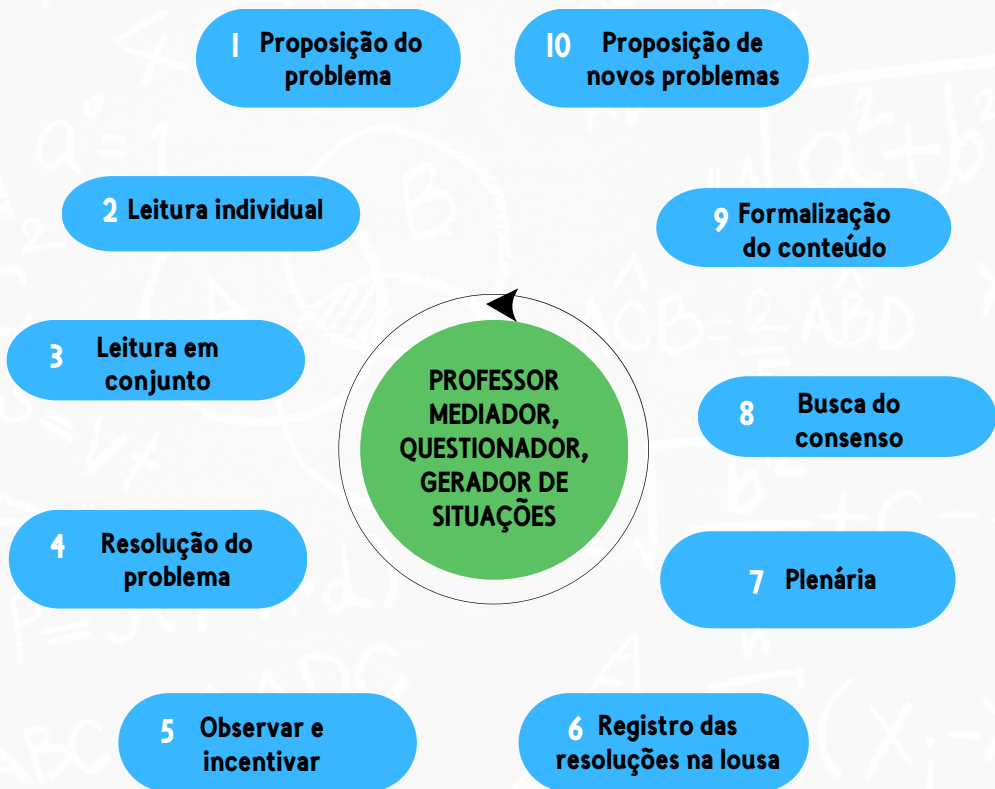 1 Proposição do
problema
2 Leitura individual
3 Leitura em
conjunto
4 Resolução do
problema
5 Observar e
incentivar
6 Registro das
resoluções na lousa
7 Plenária
8 Busca do
consenso
9 Formalização
do conteúdo
10 Proposição de
novos problemas
PROFESSOR
MEDIADOR,
QUESTIONADOR,
GERADOR DE
SITUAÇÕES